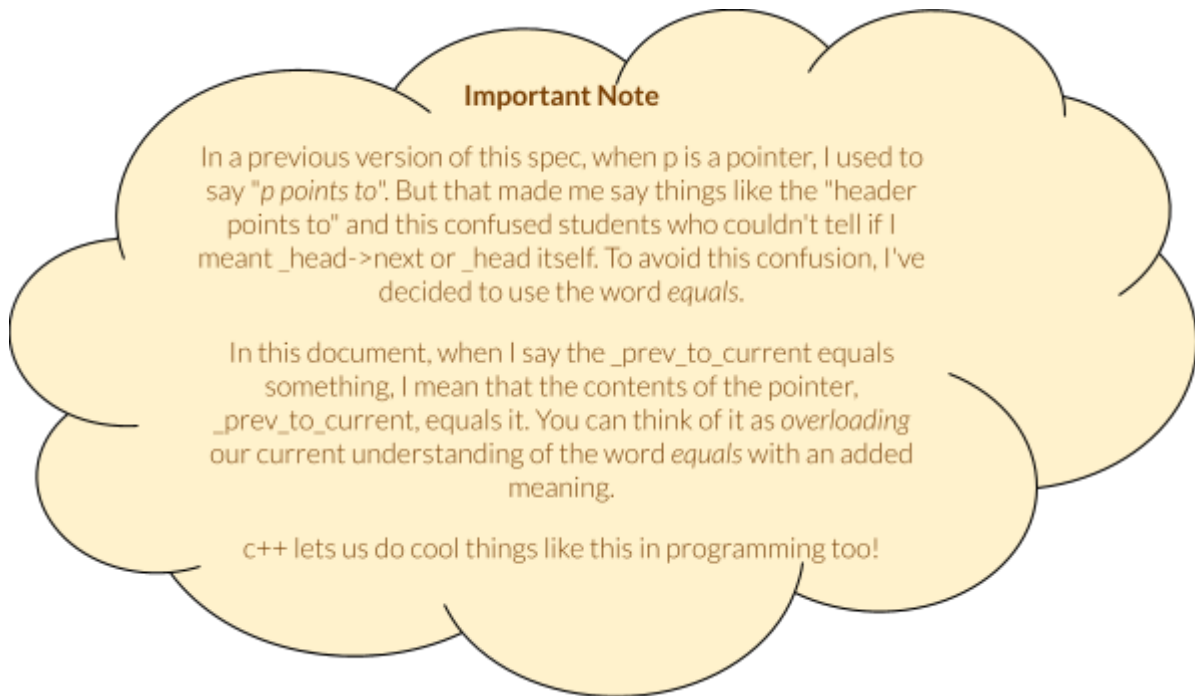 Important Note
In a previous version of this spec, when p is a pointer, I used to
say "p points to". But that made me say things like the "header
points to" and this confused students who couldn't tell if I
meant _head->next or _head itself. To avoid this confusion, I've
decided to use the word equals.
In this document, when I say the _prev_to_current equals
something, I mean that the contents of the pointer,
_prev_to_current, equals it. You can think of it as overloading
our current understanding of the word equals with an added
meaning.
c++ lets us do cool things like this in programming too!